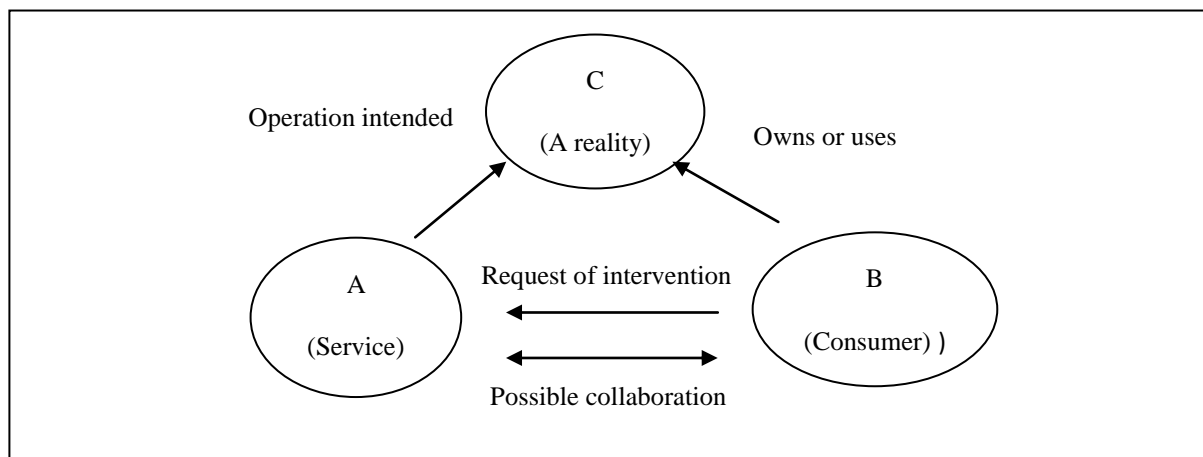 C
Operation intended
(A reality)
Owns or uses
A
Request of intervention
B
(Service)
(Consumer) )
Possible collaboration